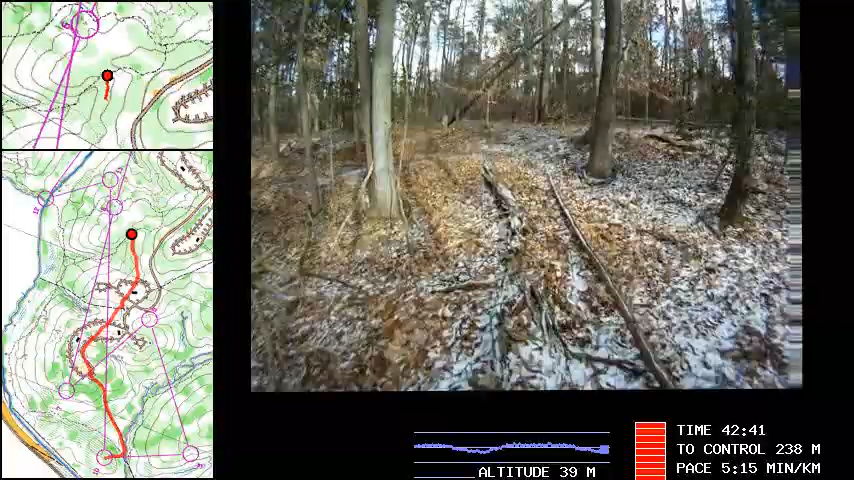 TIME 42:41
TO CONTROL 238 M
ALTITUDE 39 M
PACE 5:15 MIN/KM